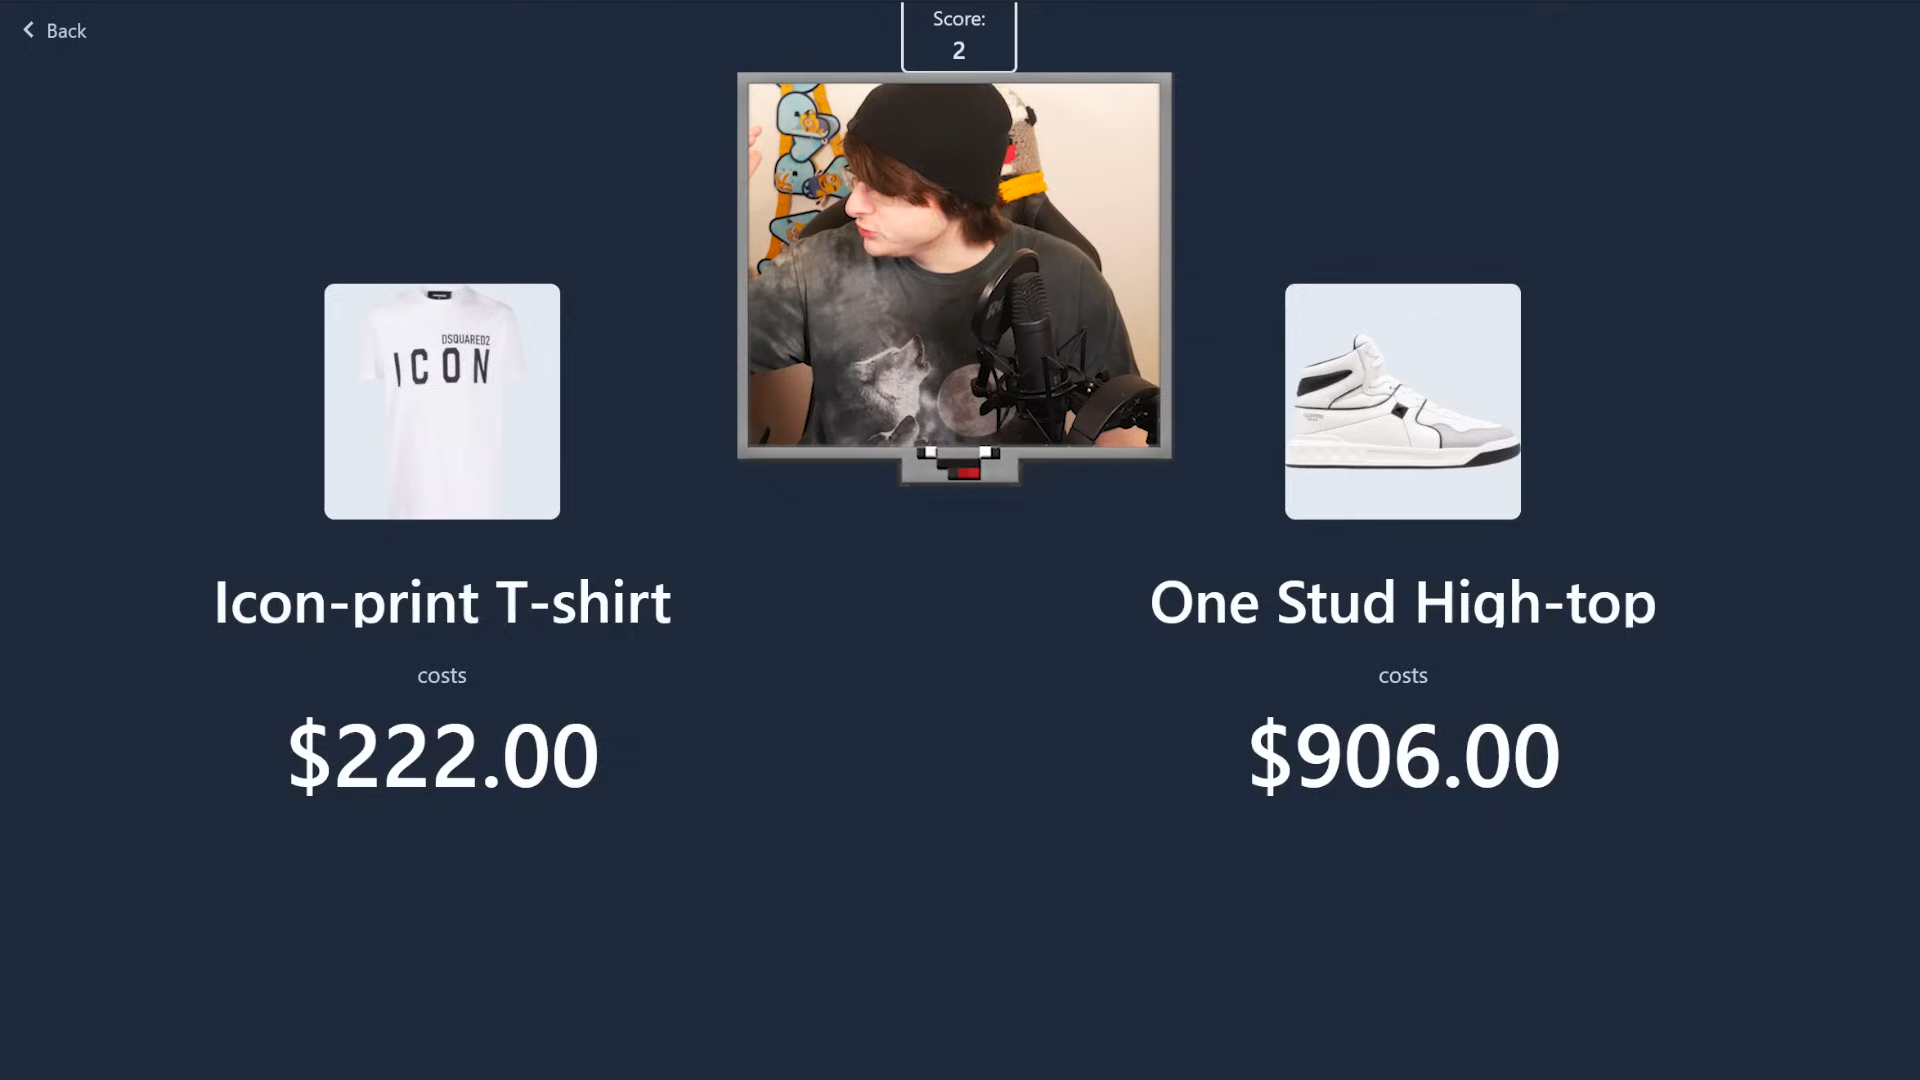 Back
Score:
2
DSQUARED2
ICON
Icon-print T-shirt
costs
$222.00
One Stud High-top
costs
$906.00